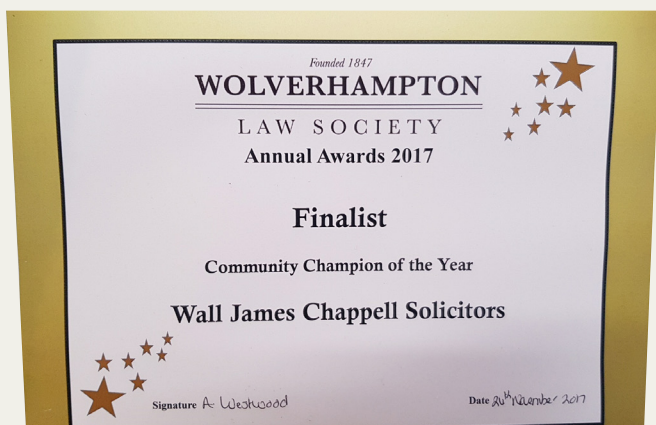 Founded 1847
WOLVERHAMPTON
LAW SOCIETY
Annual Awards 2017
Finalist
Community Champion of the Year
Wall James Chappell Solicitors
Signature A. Westwood
Date 24th November 2017